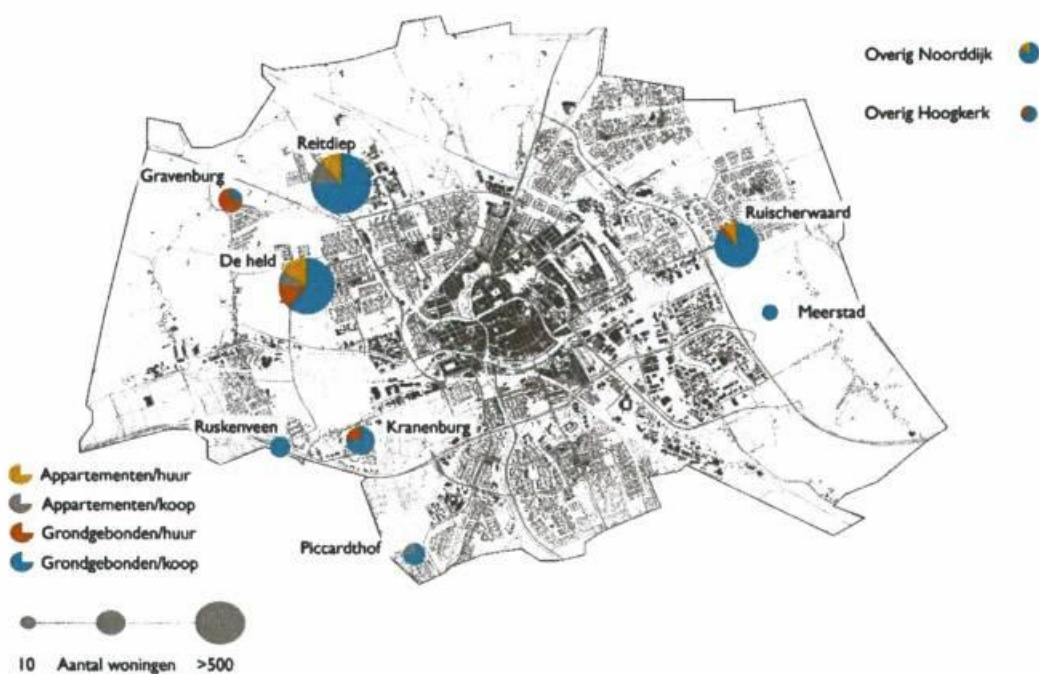 Overig Noorddijk
Overig Hoogkerk
Reitdiep
Gravenburg
Ruischerwaard
De held
Meerstad
Ruskenveen
Kranenburg
Appartementen/huur
Appartementen/koop
Grondgebonden/huur
Piccardthof
Grondgebonden/koop
10 Aantal woningen >500